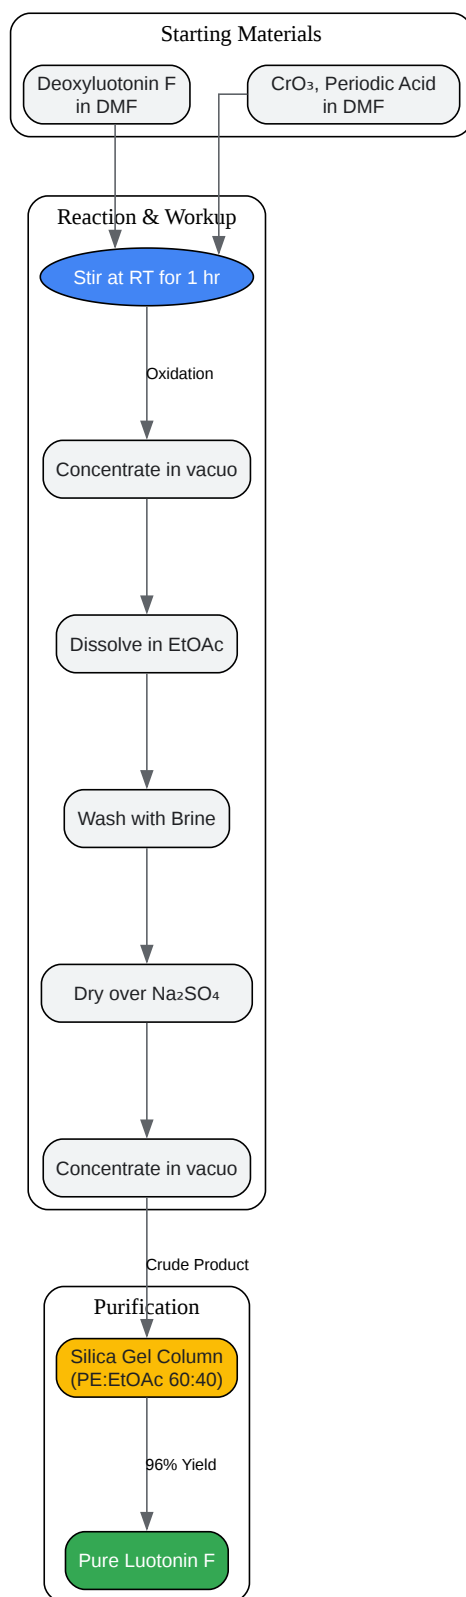 Starting Materials
Deoxyluotonin F
in DMF
CrO₃, Periodic Acid
in DMF
Reaction & Workup
Stir at RT for 1 hr
Oxidation
Concentrate in vacuo
Dissolve in EtOAc
Wash with Brine
Dry over Na₂SO₄
Concentrate in vacuo
Crude Product
Purification
Silica Gel Column
(PE:EtOAc 60:40)
96% Yield
Pure Luotonin F